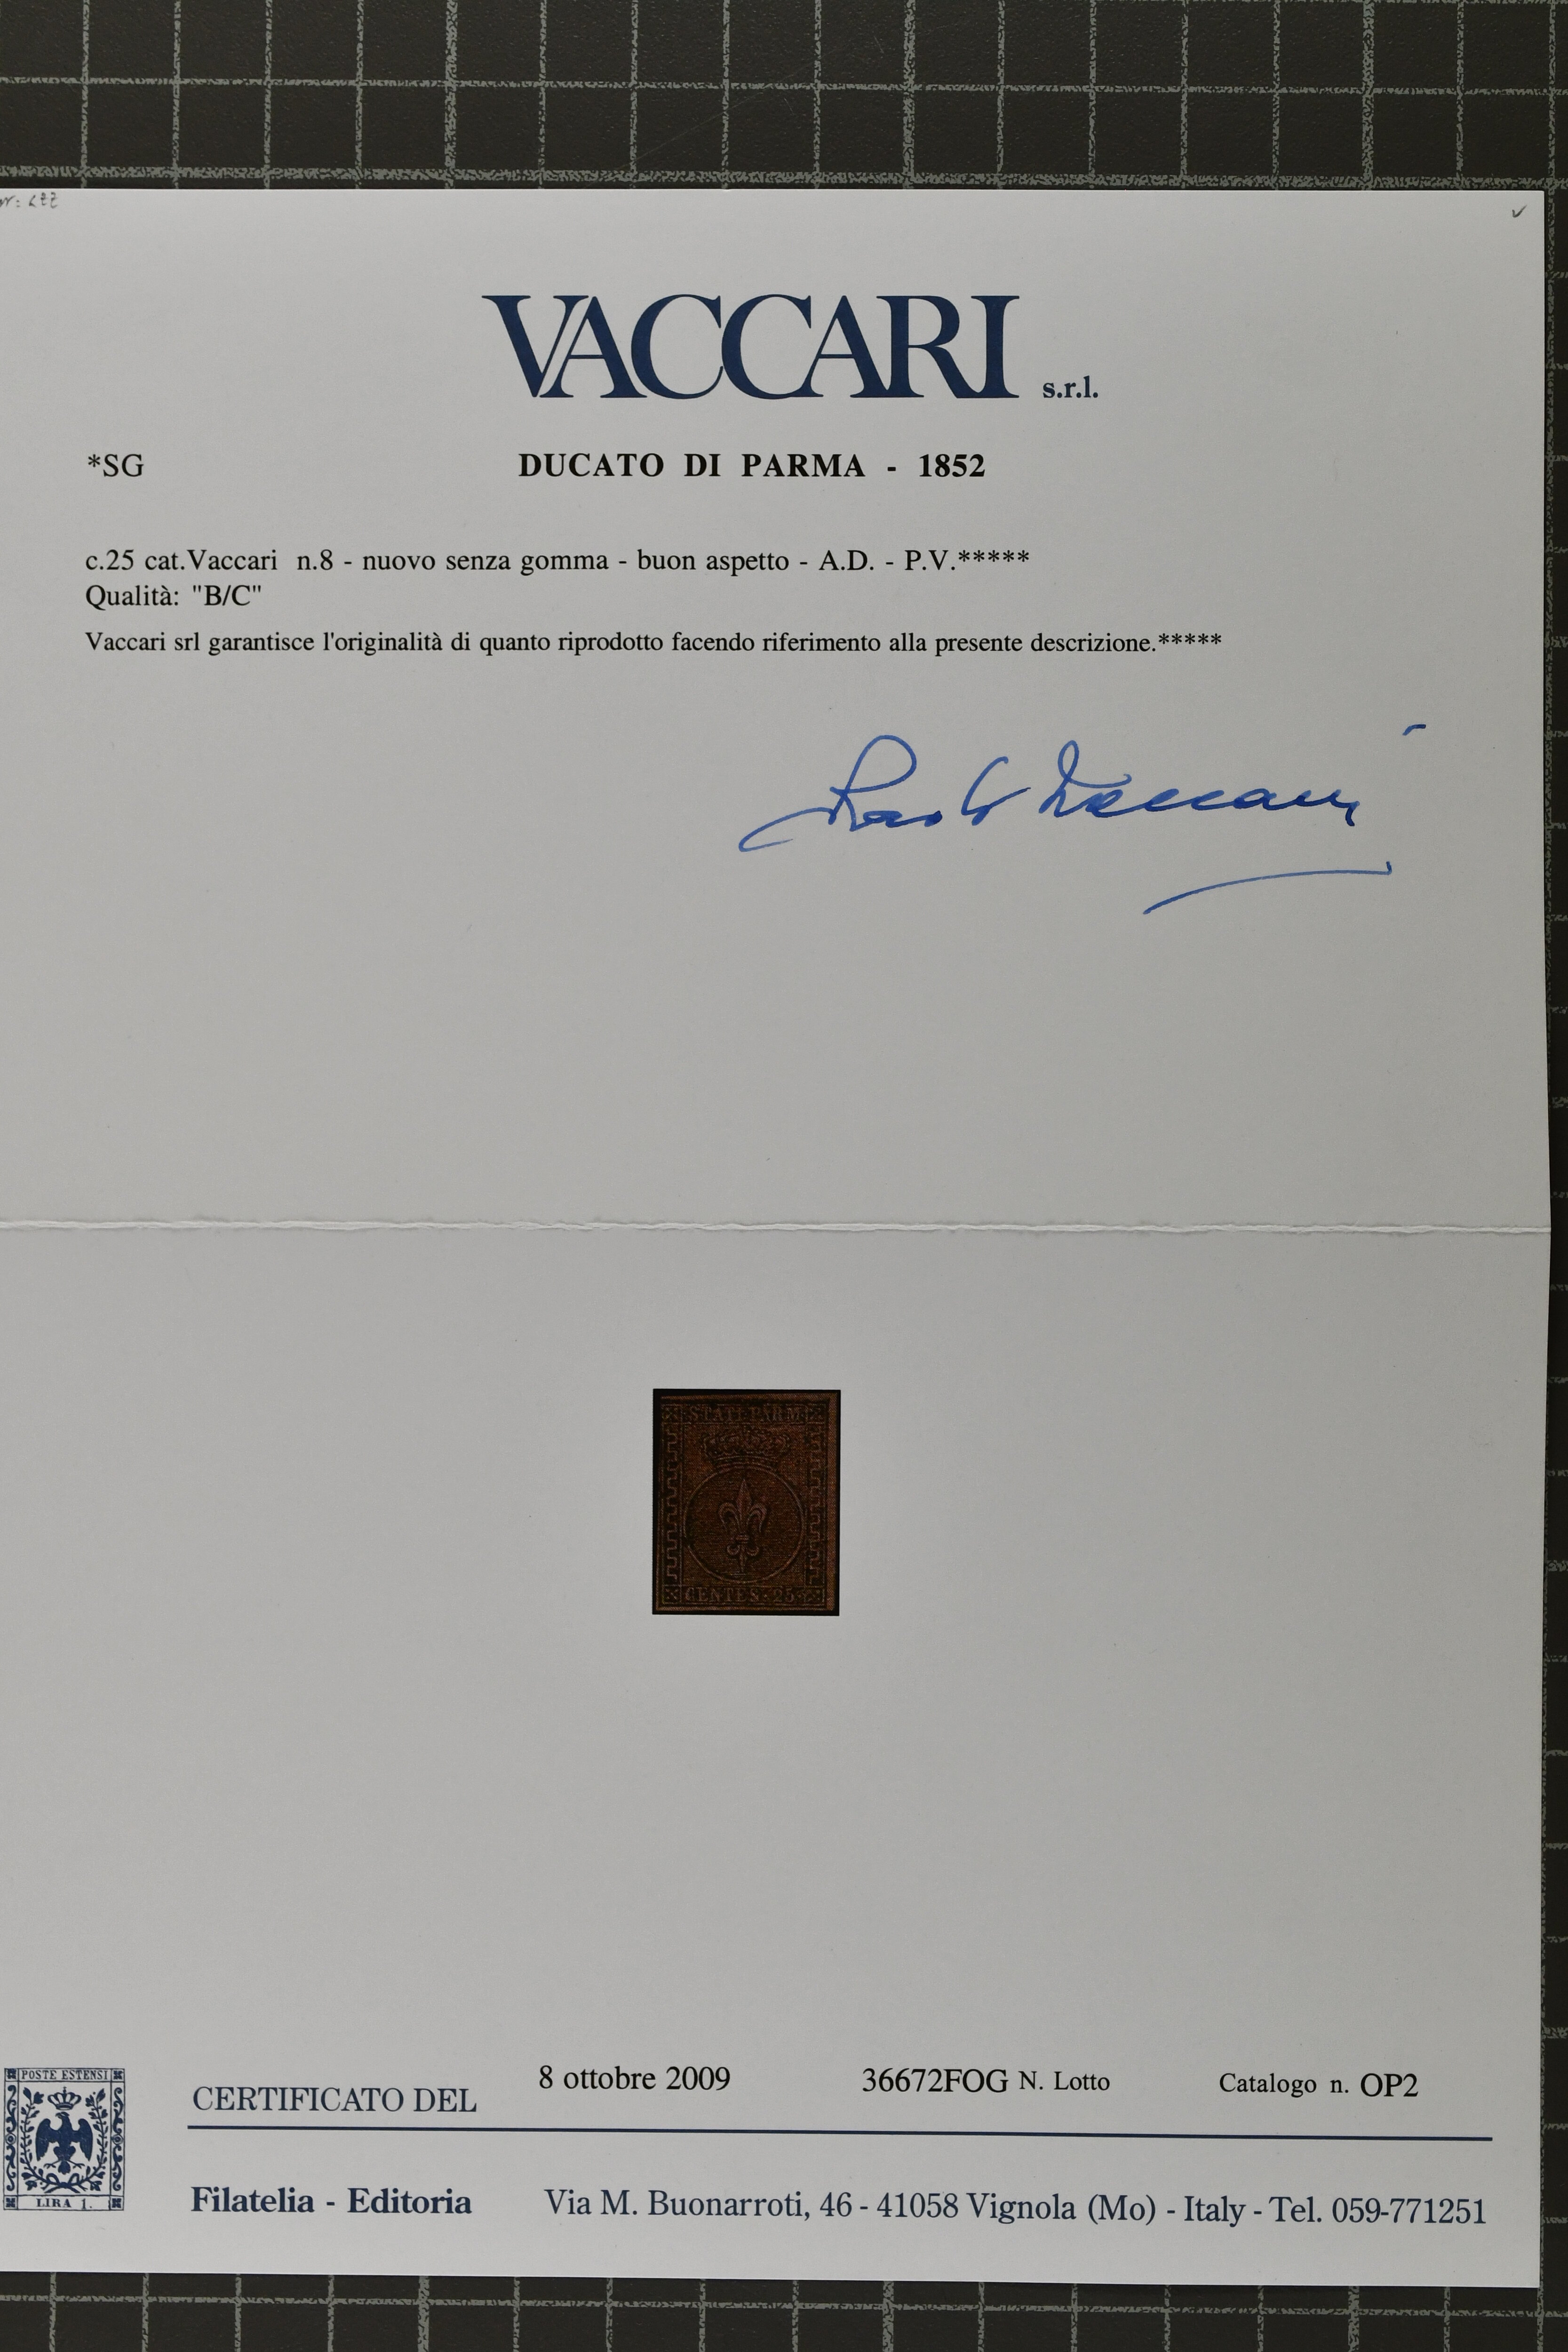 VACCARI s.r.l.
*SG DUCATO DI PARMA - 1852
c.25 cat.Vaccari n.8 - nuovo senza gomma - buon aspetto - A.D. - P.V.*****
Qualità: "B/C"
Vaccari srl garantisce l'originalità di quanto riprodotto facendo riferimento alla presente descrizione.*****
Paolo Vaccari
STATI PARM
CENTES. 25
POSTE ESTENSI
LIRA 1.
CERTIFICATO DEL 8 ottobre 2009 36672FOG N. Lotto Catalogo n. OP2
Filatelia - Editoria Via M. Buonarroti, 46 - 41058 Vignola (Mo) - Italy - Tel. 059-771251